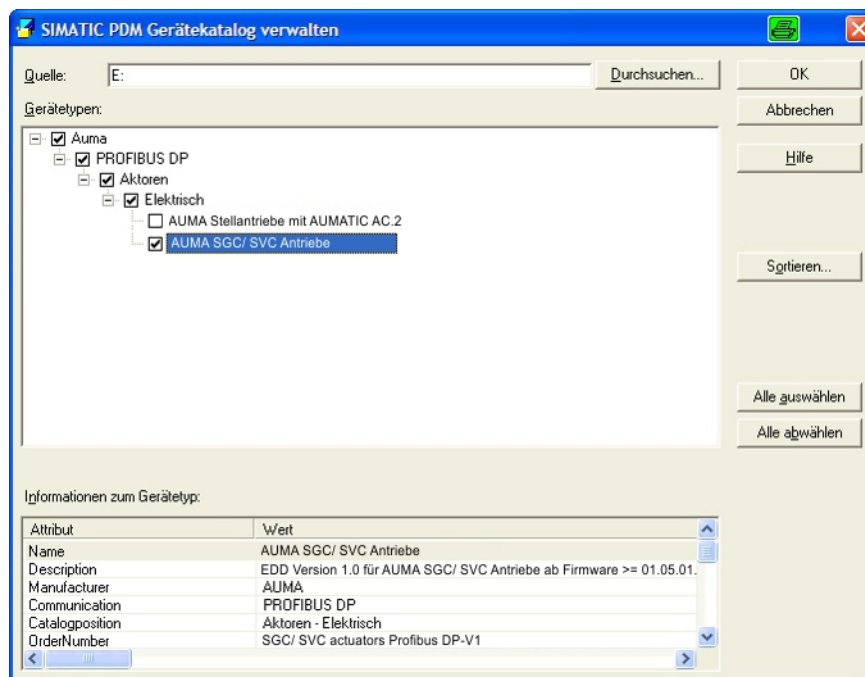 SIMATIC PDM Gerätekatalog verwalten
Quelle: E: Durchsuchen... OK
Gerätetypen: Abbrechen
Auma
PROFIBUS DP Hilfe
Aktoren
Elektrisch
AUMA Stellantriebe mit AUMATIC AC.2
AUMA SGC/ SVC Antriebe
Sortieren...
Alle auswählen
Alle abwählen
Informationen zum Gerätetyp:
Attribut Wert
Name AUMA SGC/ SVC Antriebe
Description EDD Version 1.0 für AUMA SGC/ SVC Antriebe ab Firmware >= 01.05.01.
Manufacturer AUMA
Communication PROFIBUS DP
Catalogposition Aktoren - Elektrisch
OrderNumber SGC/ SVC actuators Profibus DP-V1